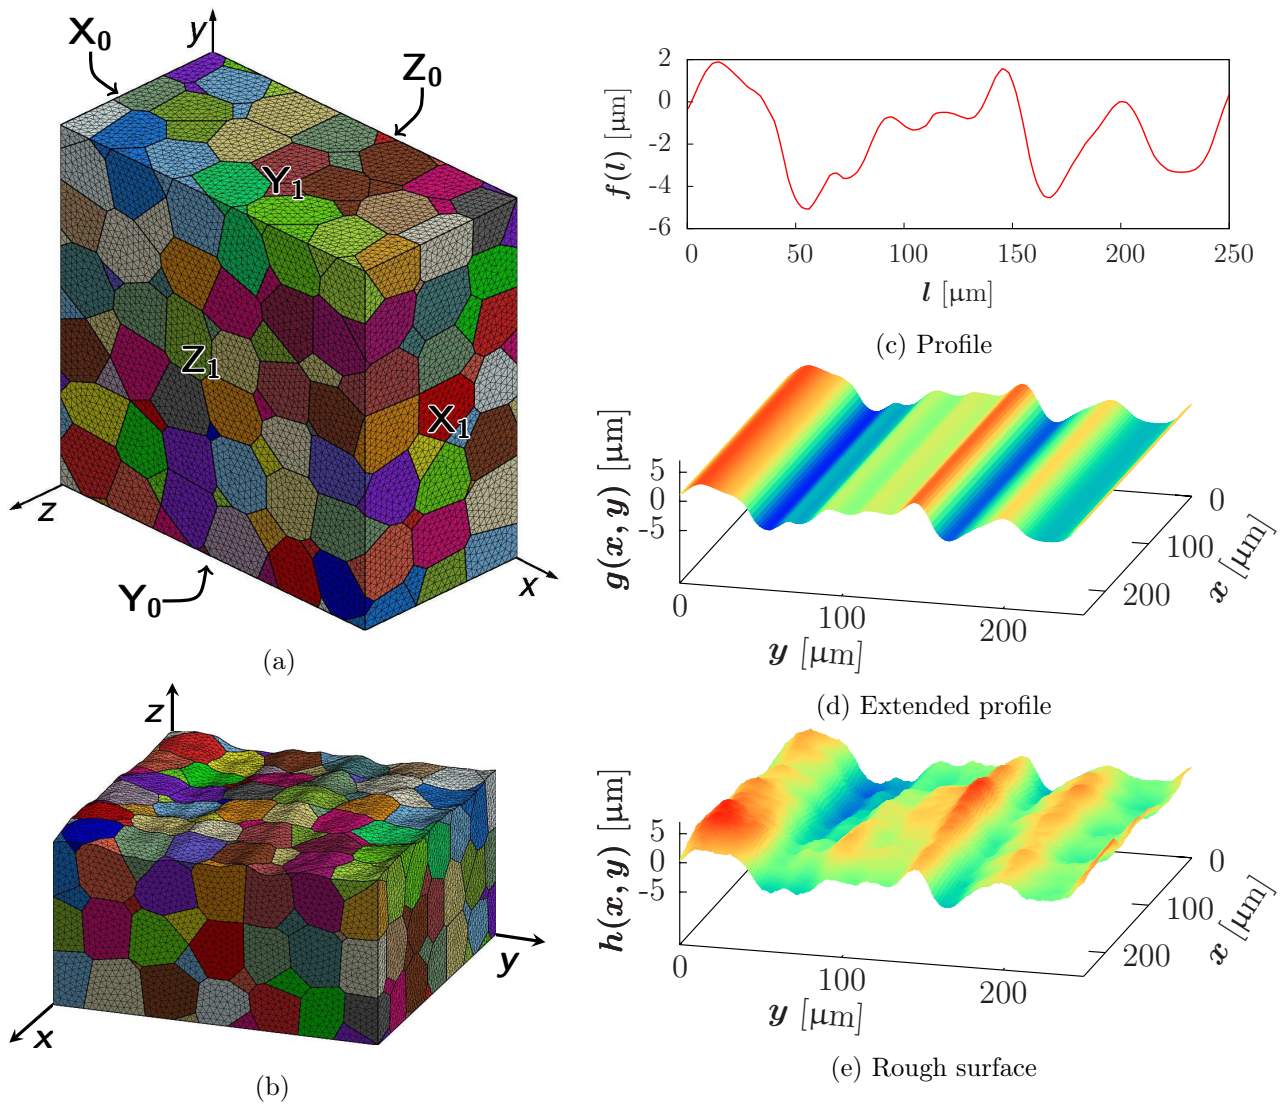 X₀
y
Z₀
Y₁
Z₁
X₁
z
x
Y₀
(a)
z
y
x
(b)
f(l) [μm]
2
0
-2
-4
-6
0 50 100 150 200 250
l [μm]
(c) Profile
g(x, y) [μm]
5
0
-5
0
100
200
y [μm]
0
100
200
x [μm]
(d) Extended profile
h(x, y) [μm]
5
0
-5
0
100
200
y [μm]
0
100
200
x [μm]
(e) Rough surface